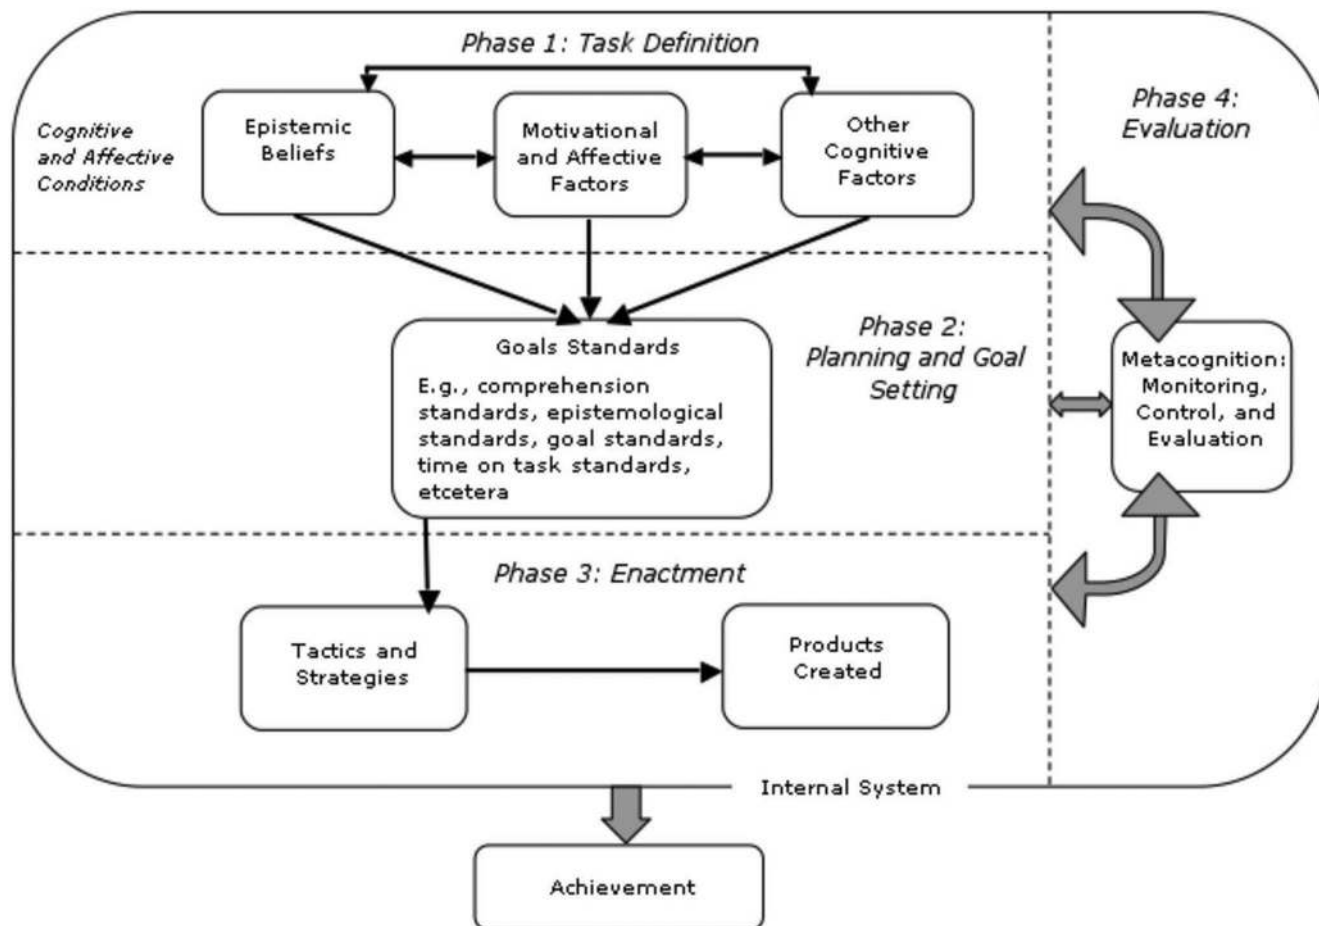 Phase 1: Task Definition
Cognitive
and Affective
Conditions
Epistemic
Beliefs
Motivational
and Affective
Factors
Other
Cognitive
Factors
Phase 4:
Evaluation
Goals Standards
E.g., comprehension
standards, epistemological
standards, goal standards,
time on task standards,
etcetera
Phase 2:
Planning and Goal
Setting
Metacognition:
Monitoring,
Control, and
Evaluation
Phase 3: Enactment
Tactics and
Strategies
Products
Created
Internal System
Achievement